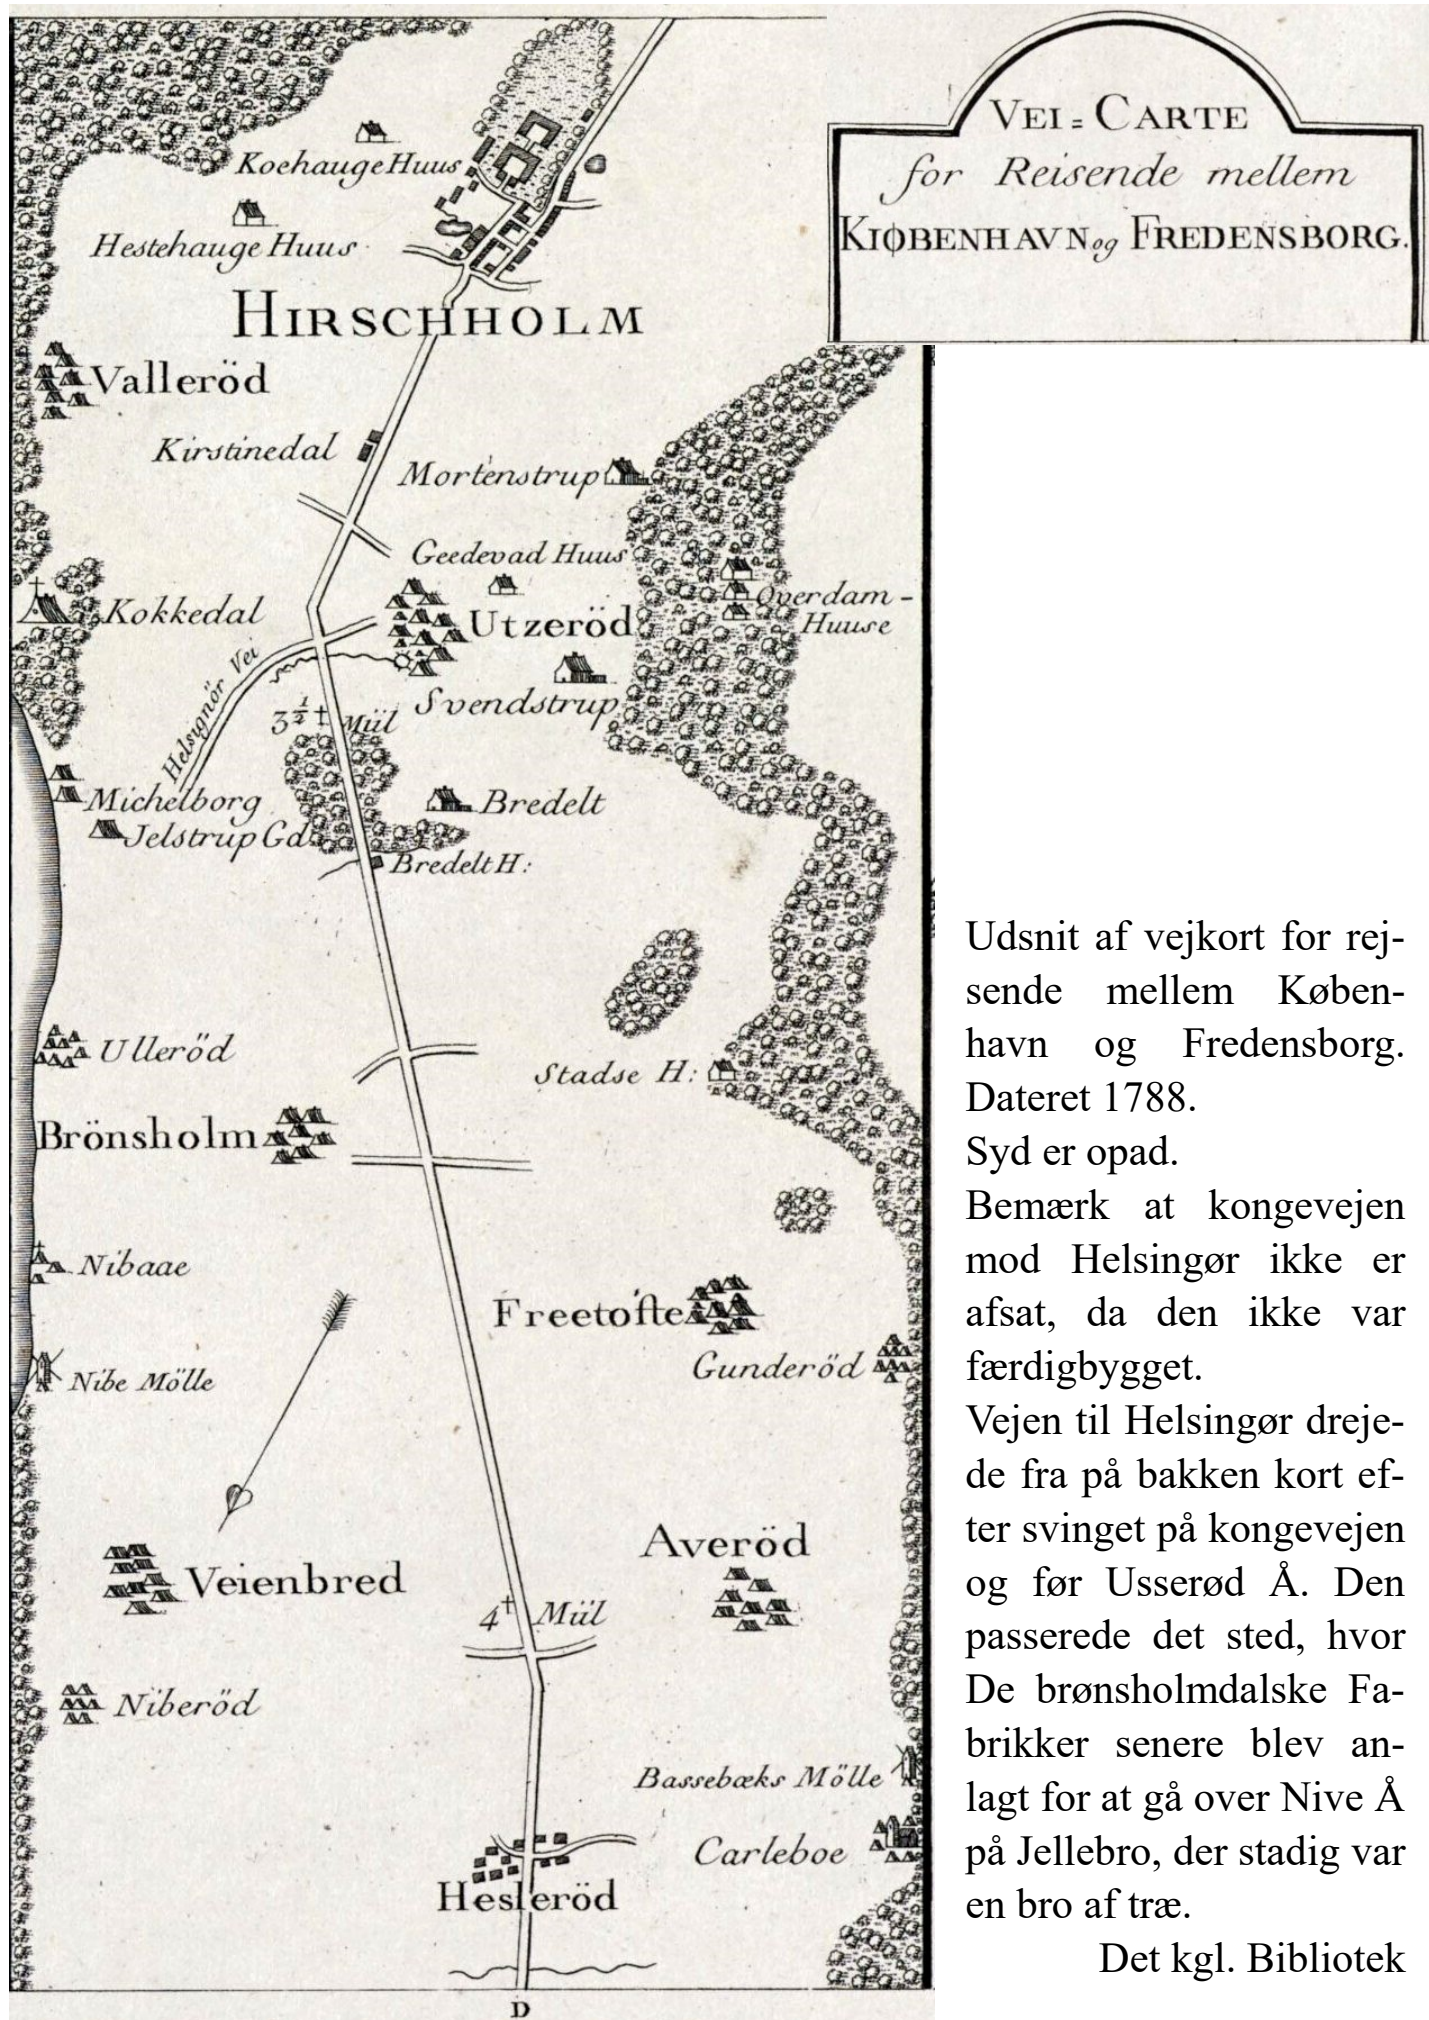 VEI=CARTE
for Reisende mellem
KIØBENHAVN og FREDENSBORG.
Koehauge Huus
Hestehauge Huus
HIRSCHHOLM
Valleröd
Kirstinedal
Mortenstrup
Geedevad Huus
Overdam-
Huuse
Kokkedal
Utzeröd
Helsignör Vei
Svendstrup
3½ Miil
Michelborg
Bredelt
Jelstrup Gd.
Bredelt H:
Ulleröd
Stadse H:
Brönsholm
Nibaae
Freetofte
Gunderöd
Nibe Mölle
Averöd
Veienbred
4 Miil
Niberöd
Bassebæks Mölle
Carleboe
Hesleröd
D
Udsnit af vejkort for rej-
sende mellem Køben-
havn og Fredensborg.
Dateret 1788.
Syd er opad.
Bemærk at kongevejen
mod Helsingør ikke er
afsat, da den ikke var
færdigbygget.
Vejen til Helsingør dreje-
de fra på bakken kort ef-
ter svinget på kongevejen
og før Usserød Å. Den
passerede det sted, hvor
De brønsholmdalske Fa-
brikker senere blev an-
lagt for at gå over Nive Å
på Jellebro, der stadig var
en bro af træ.
Det kgl. Bibliotek